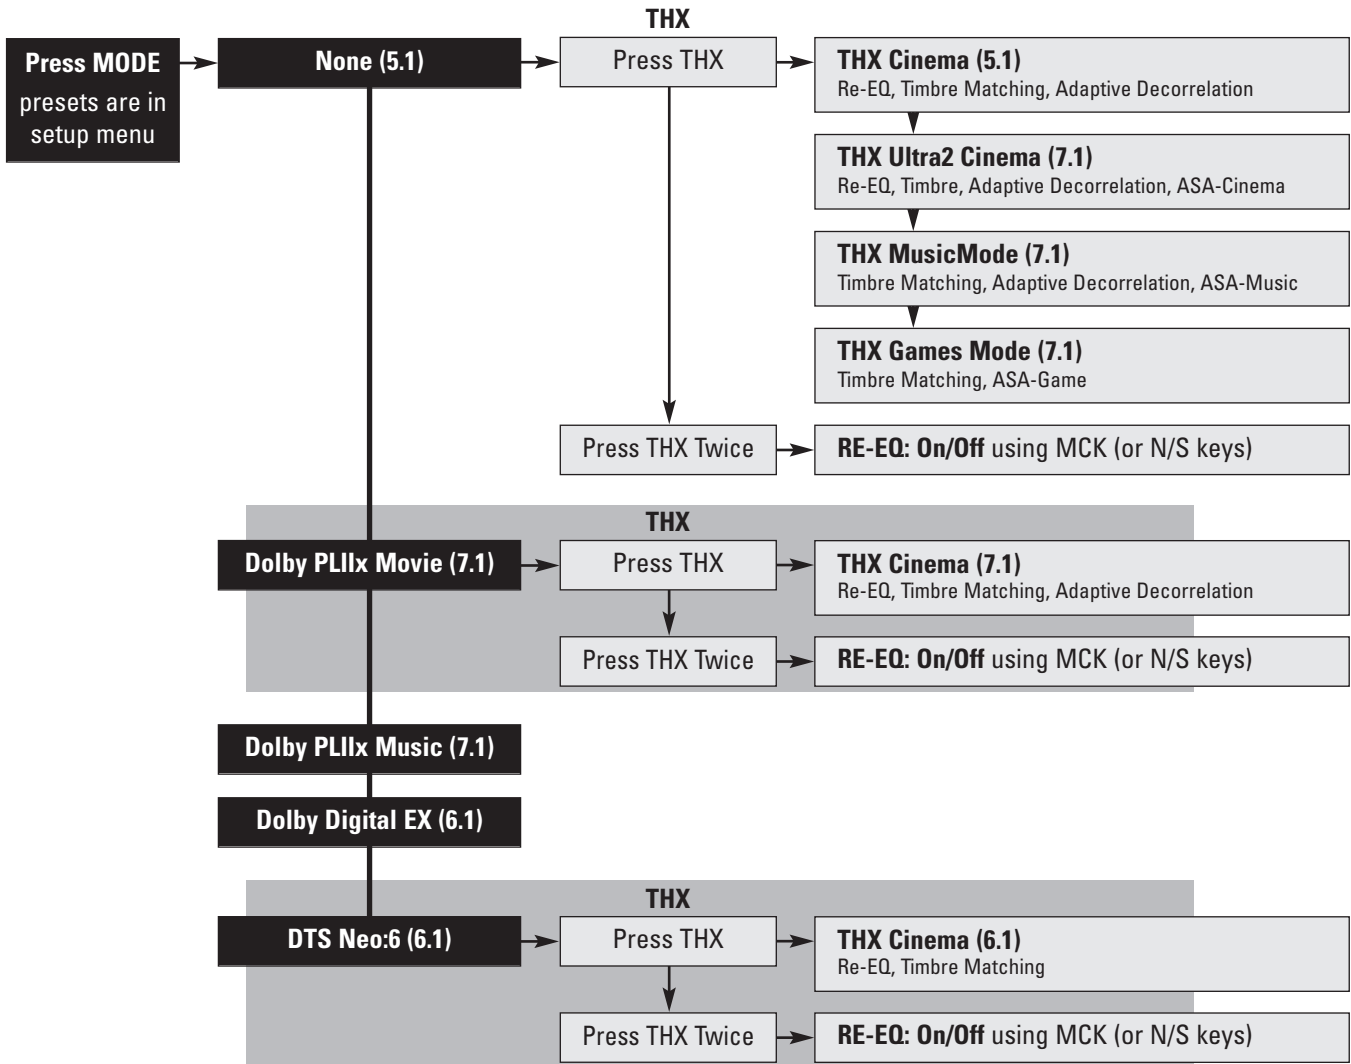 THX
Press MODE
presets are in
setup menu
None (5.1)
Press THX
THX Cinema (5.1)
Re-EQ, Timbre Matching, Adaptive Decorrelation
THX Ultra2 Cinema (7.1)
Re-EQ, Timbre, Adaptive Decorrelation, ASA-Cinema
THX MusicMode (7.1)
Timbre Matching, Adaptive Decorrelation, ASA-Music
THX Games Mode (7.1)
Timbre Matching, ASA-Game
Press THX Twice
RE-EQ: On/Off using MCK (or N/S keys)
THX
Dolby PLIIx Movie (7.1)
Press THX
THX Cinema (7.1)
Re-EQ, Timbre Matching, Adaptive Decorrelation
Press THX Twice
RE-EQ: On/Off using MCK (or N/S keys)
Dolby PLIIx Music (7.1)
Dolby Digital EX (6.1)
THX
DTS Neo:6 (6.1)
Press THX
THX Cinema (6.1)
Re-EQ, Timbre Matching
Press THX Twice
RE-EQ: On/Off using MCK (or N/S keys)